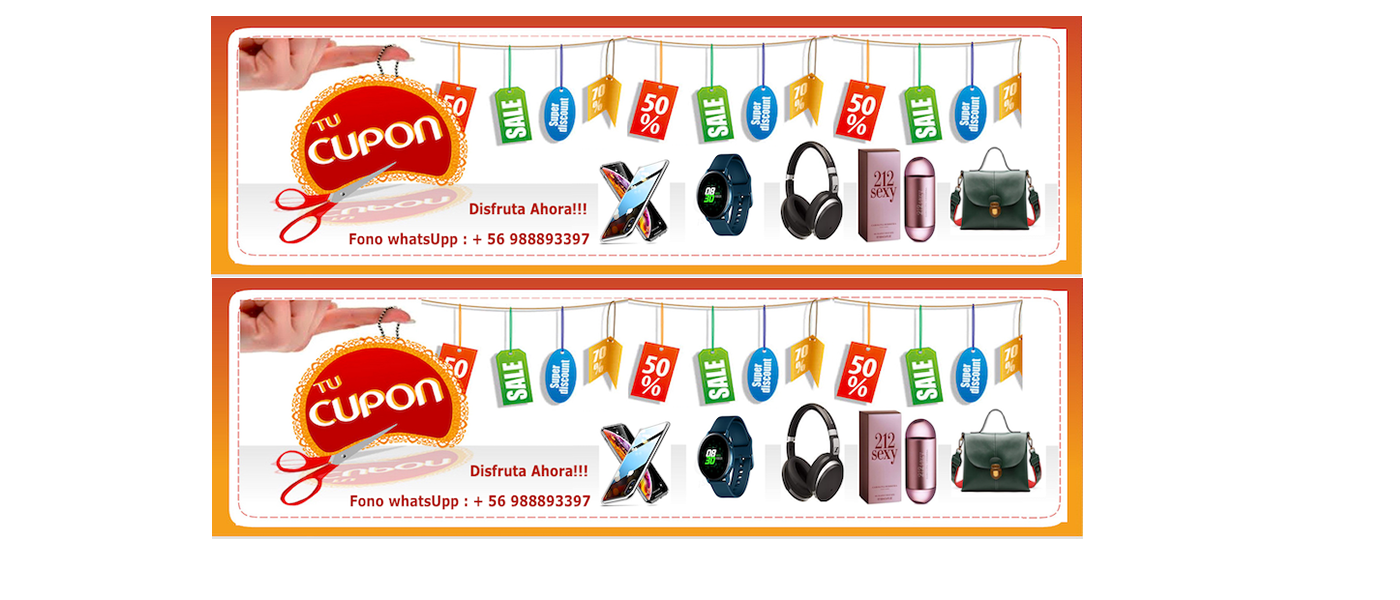 TU
CUPON
50
SALE
Super
discount
70
%
50
%
SALE
Super
discount
70
%
50
%
SALE
Super
discount
70
%
08
30
212
sexy
Disfruta Ahora!!!
Fono whatsUpp : + 56 988893397
TU
CUPON
50
SALE
Super
discount
70
%
50
%
SALE
Super
discount
70
%
50
%
SALE
Super
discount
70
%
08
30
212
sexy
Disfruta Ahora!!!
Fono whatsUpp : + 56 988893397